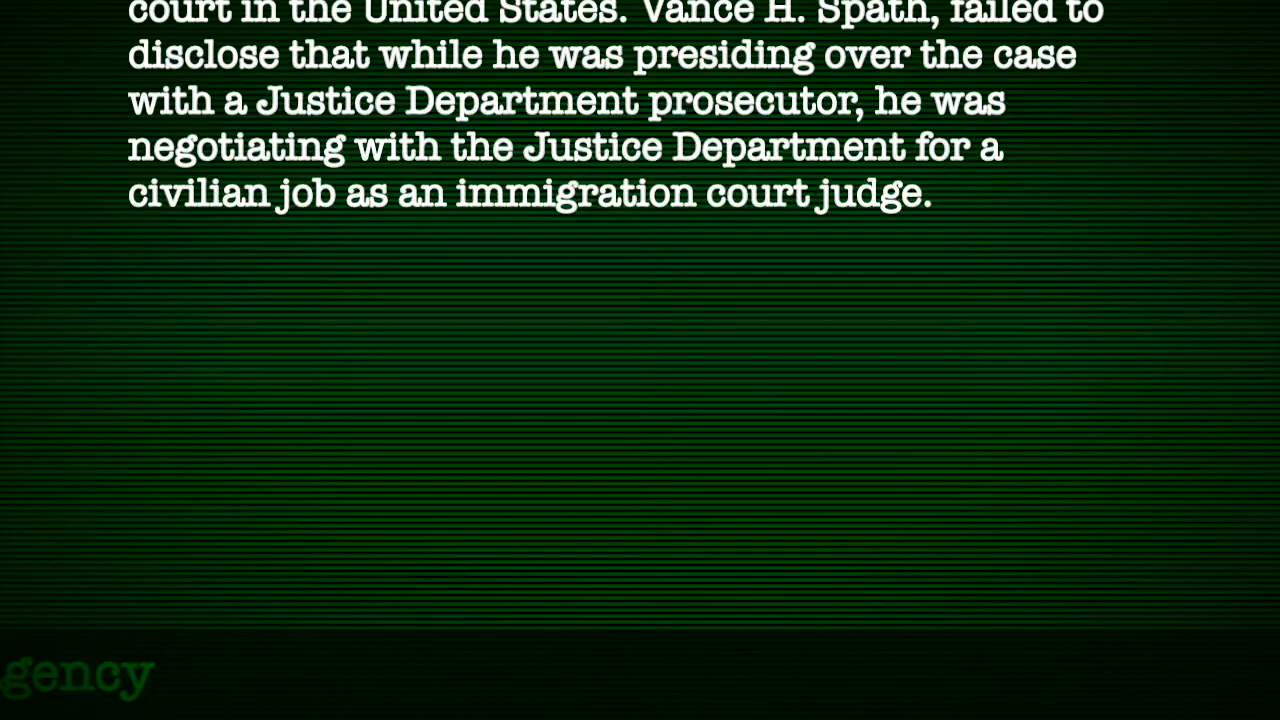 court in the United States. Vance H. Spath, failed to
disclose that while he was presiding over the case
with a Justice Department prosecutor, he was
negotiating with the Justice Department for a
civilian job as an immigration court judge.
gency